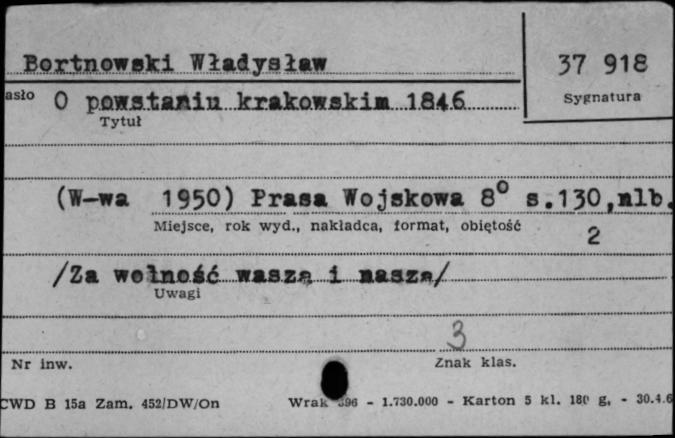 Bortnowski Władysław
37 918
Sygnatura
asło O powstaniu krakowskim 1846
Tytuł
(W-wa 1950) Prasa Wojskowa 8° s.130,nlb.
Miejsce, rok wyd., nakładca, format, objętość
2
/Za wolność waszą i naszą/
Uwagi
3
Nr inw.
Znak klas.
CWD B 15a Zam. 452/DW/On Wrak 396 - 1.730.000 - Karton 5 kl. 180 g, - 30.4.6